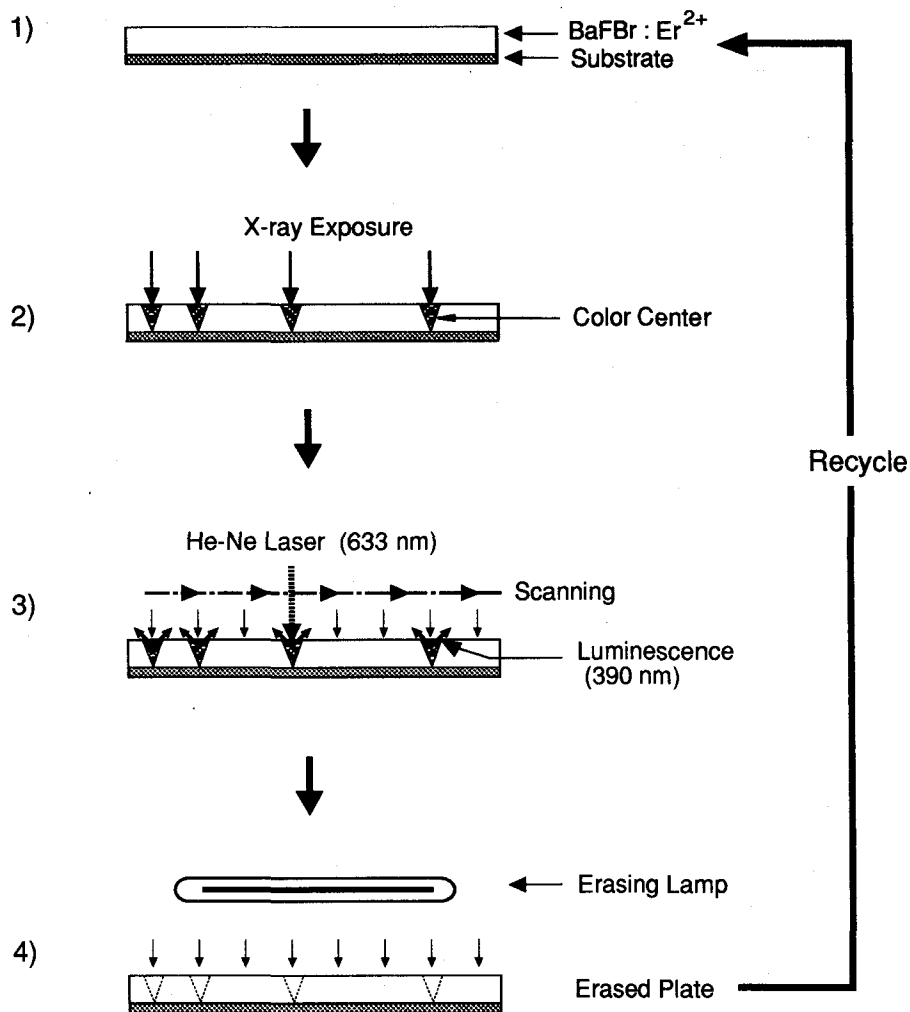 1)
BaFBr : Er²⁺
Substrate
X-ray Exposure
2)
Color Center
Recycle
He-Ne Laser (633 nm)
Scanning
3)
Luminescence
(390 nm)
Erasing Lamp
4)
Erased Plate